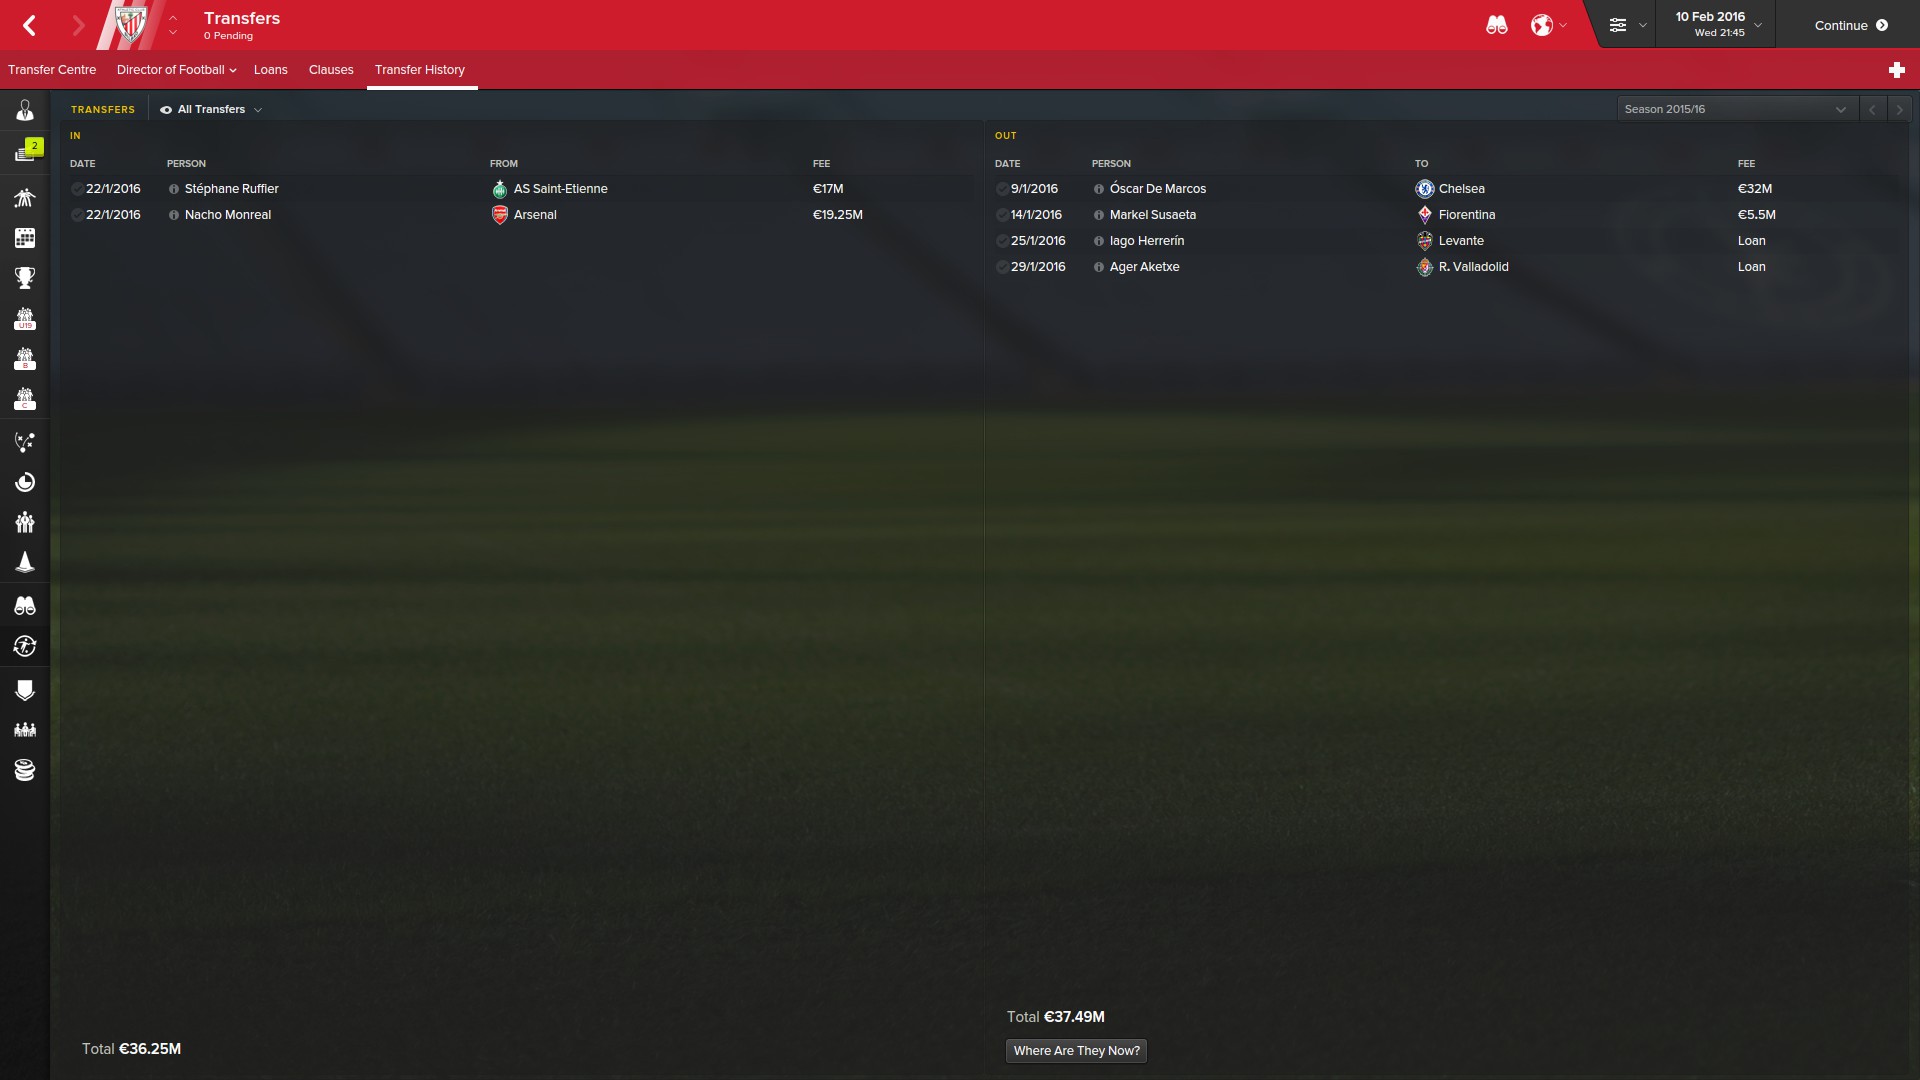 Transfers
0 Pending
10 Feb 2016
Wed 21:45
Continue
Transfer Centre Director of Football Loans Clauses Transfer History
TRANSFERS All Transfers
Season 2015/16
2
U19
B
C
IN
DATE PERSON FROM FEE
22/1/2016 Stéphane Ruffier AS Saint-Etienne €17M
22/1/2016 Nacho Monreal Arsenal €19.25M
Total €36.25M
OUT
DATE PERSON TO FEE
9/1/2016 Óscar De Marcos Chelsea €32M
14/1/2016 Markel Susaeta Fiorentina €5.5M
25/1/2016 Iago Herrerín Levante Loan
29/1/2016 Ager Aketxe R. Valladolid Loan
Total €37.49M
Where Are They Now?